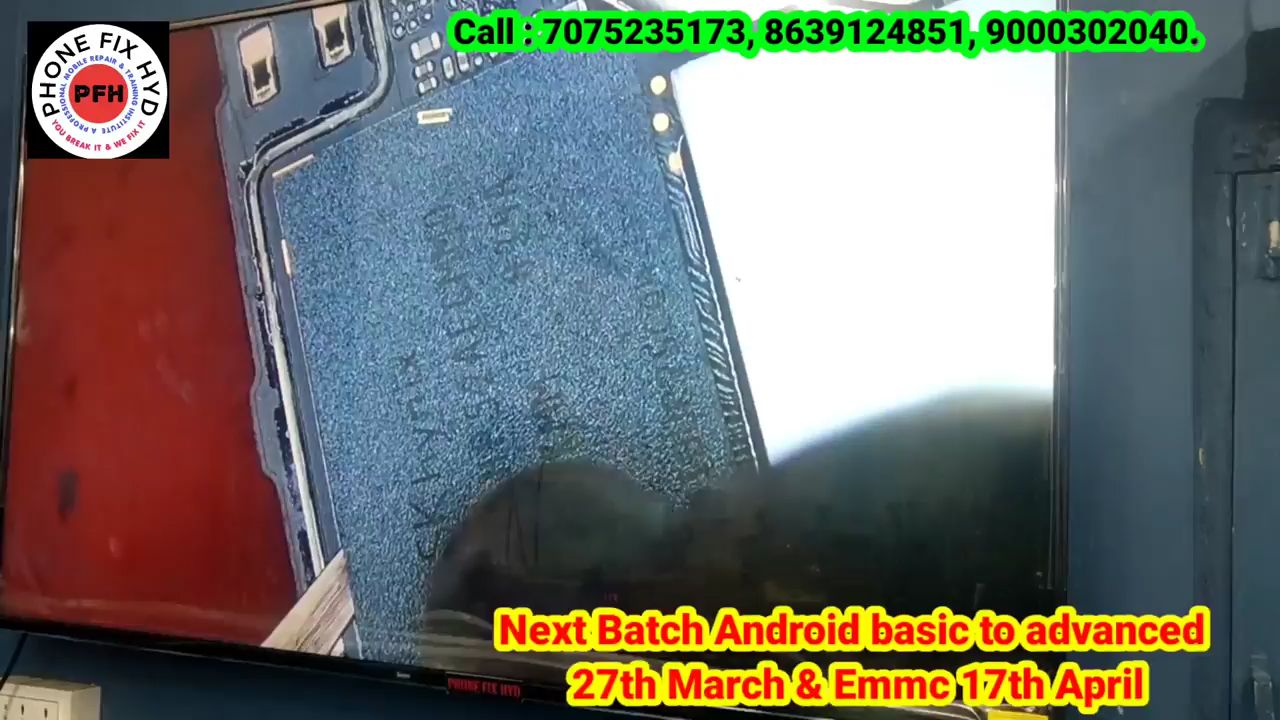 Call : 7075235173, 8639124851, 9000302040.
PHONE FIX HYD
A PROFESSIONAL MOBILE REPAIR & TRAINING INSTITUTE
PFH
YOU BREAK IT & WE FIX IT
PHONE FIX HYD
Next Batch Android basic to advanced
27th March & Emmc 17th April